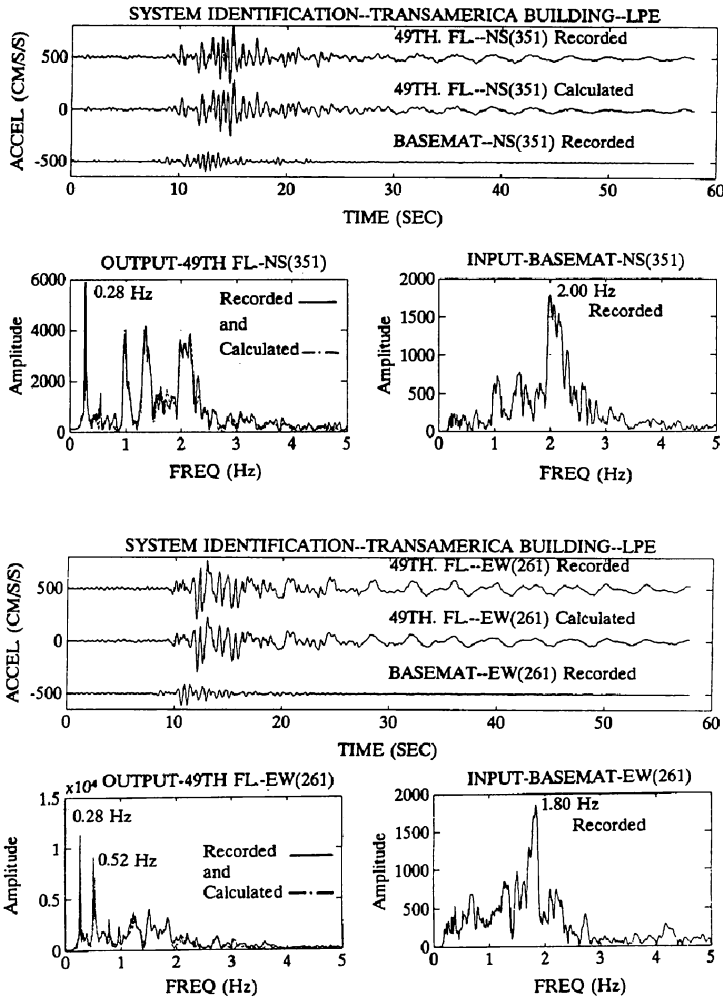 SYSTEM IDENTIFICATION--TRANSAMERICA BUILDING--LPE
49TH. FL--NS(351) Recorded
49TH. FL--NS(351) Calculated
BASEMAT--NS(351) Recorded
ACCEL (CM/S/S)
500
0
-500
0 10 20 30 40 50 60
TIME (SEC)
OUTPUT-49TH FL-NS(351)
0.28 Hz
Recorded
and
Calculated
Amplitude
6000
4000
2000
0
0 1 2 3 4 5
FREQ (Hz)
INPUT-BASEMAT-NS(351)
2.00 Hz
Recorded
Amplitude
2000
1500
1000
500
0
0 1 2 3 4 5
FREQ (Hz)
SYSTEM IDENTIFICATION--TRANSAMERICA BUILDING--LPE
49TH. FL--EW(261) Recorded
49TH. FL--EW(261) Calculated
BASEMAT--EW(261) Recorded
ACCEL (CM/S/S)
500
0
-500
0 10 20 30 40 50 60
TIME (SEC)
x10⁴ OUTPUT-49TH FL-EW(261)
0.28 Hz
0.52 Hz
Recorded
and
Calculated
Amplitude
1.5
1
0.5
0
0 1 2 3 4 5
FREQ (Hz)
INPUT-BASEMAT-EW(261)
1.80 Hz
Recorded
Amplitude
2000
1500
1000
500
0
0 1 2 3 4 5
FREQ (Hz)